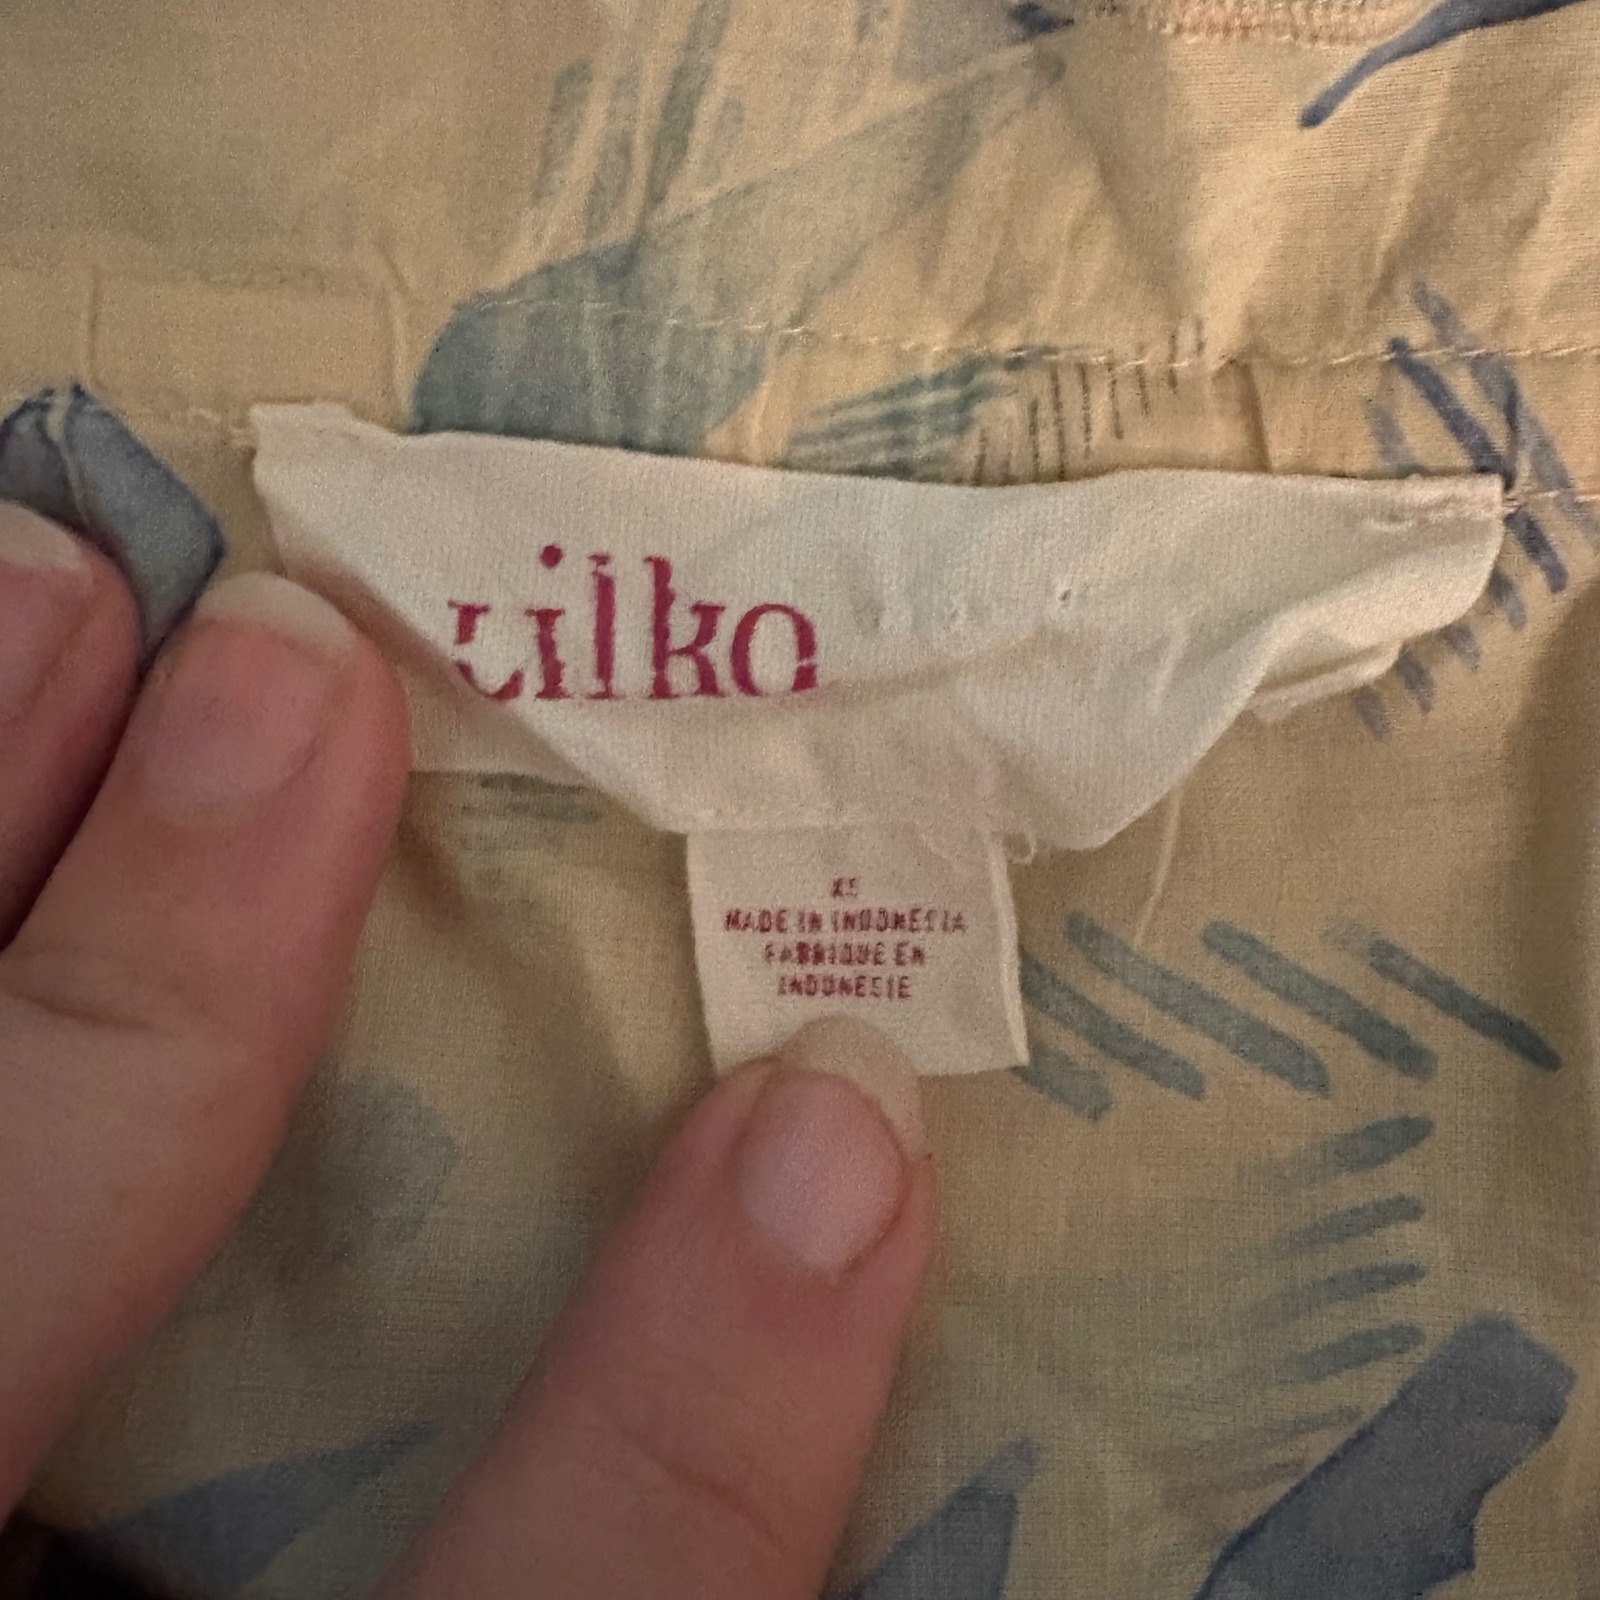 tilko
XS
MADE IN INDONESIA
FABRIQUE EN
INDONESIE